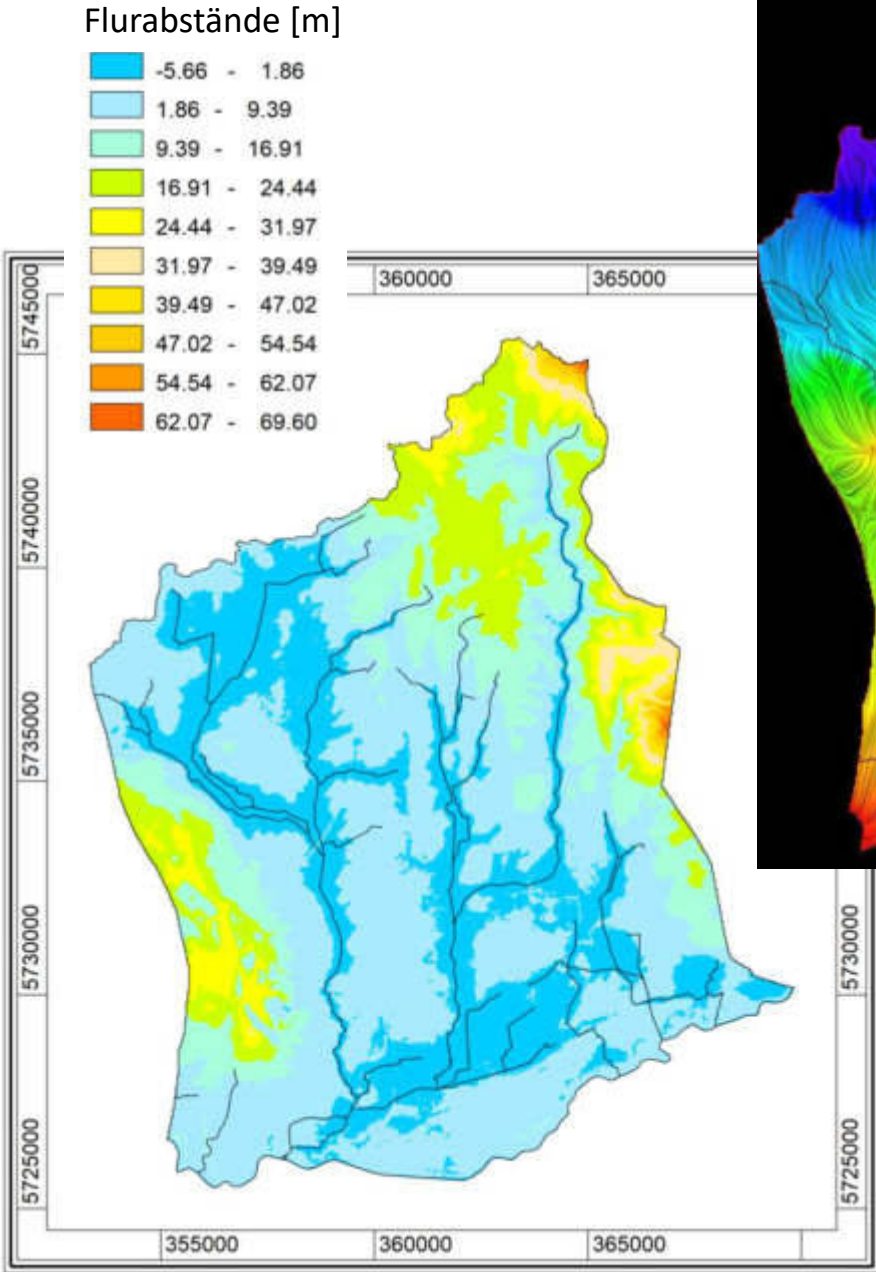 Flurabstände [m]
-5.66 - 1.86
1.86 - 9.39
9.39 - 16.91
16.91 - 24.44
24.44 - 31.97
31.97 - 39.49
39.49 - 47.02
47.02 - 54.54
54.54 - 62.07
62.07 - 69.60
360000 365000
5745000
5740000
5735000
5730000 5730000
5725000 5725000
355000 360000 365000